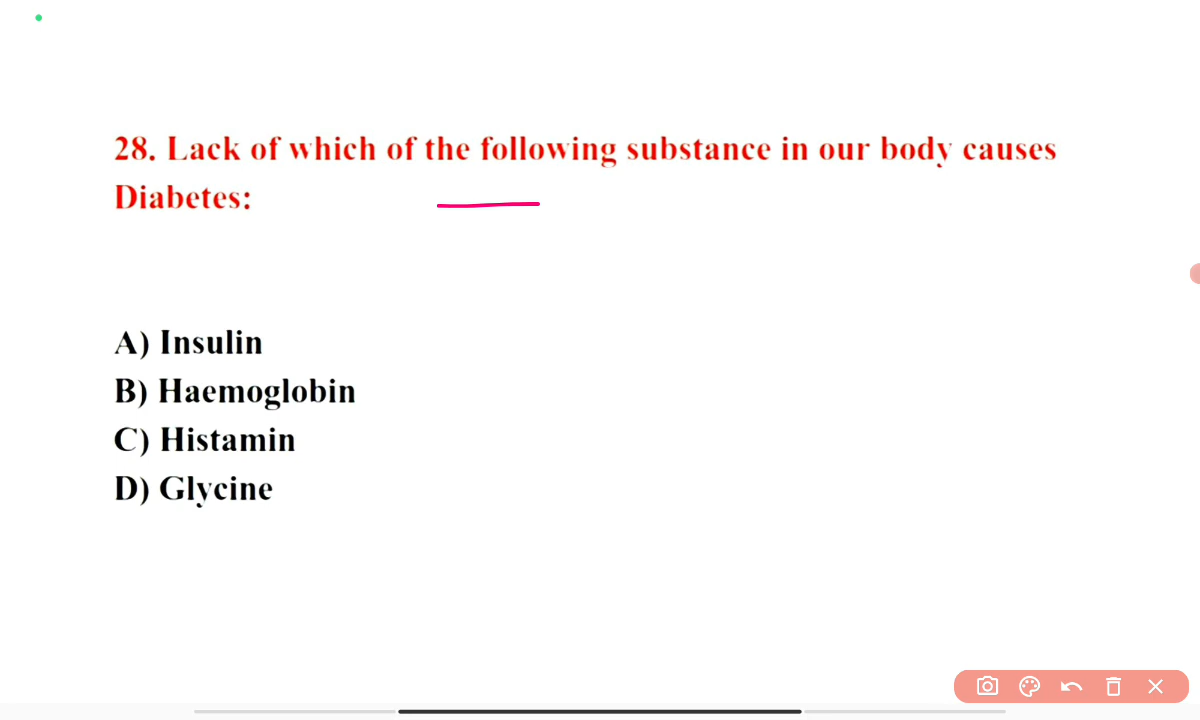 28. Lack of which of the following substance in our body causes
Diabetes:
A) Insulin
B) Haemoglobin
C) Histamin
D) Glycine